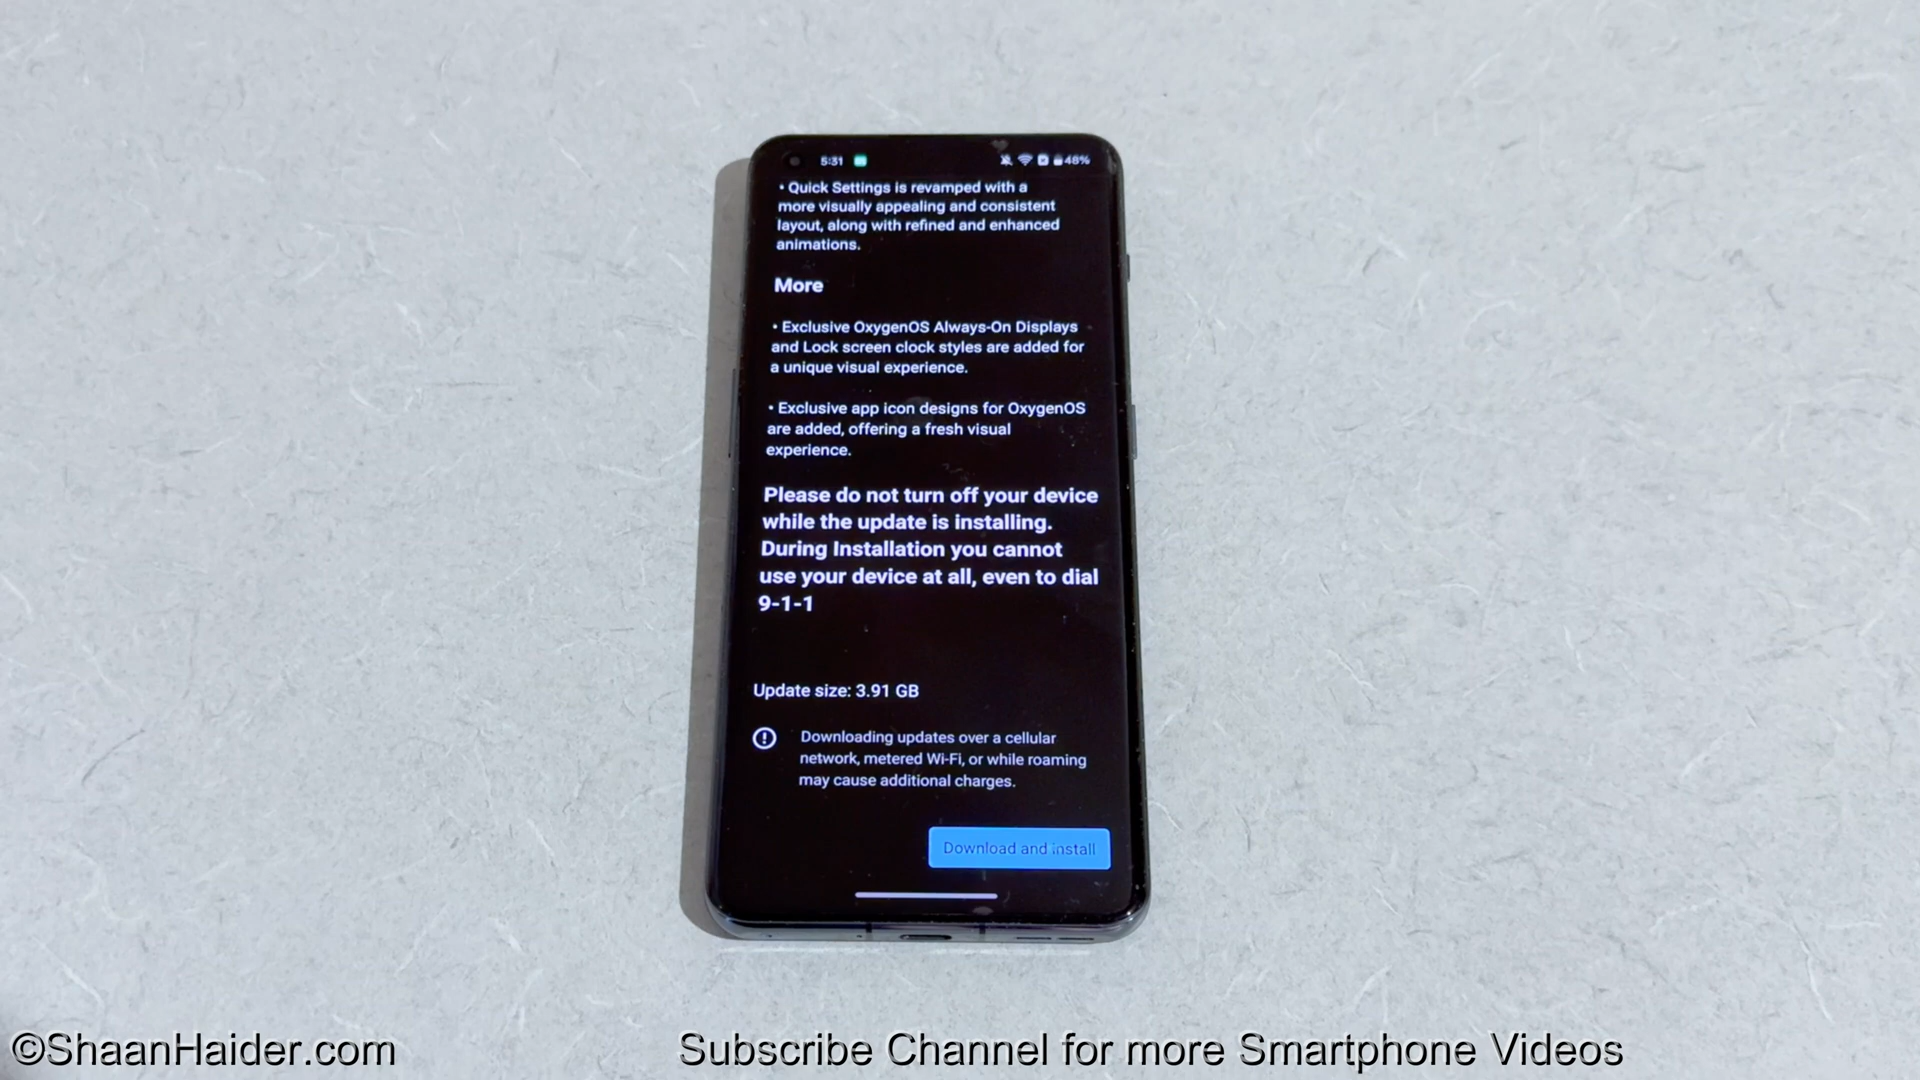 5:31
48%
• Quick Settings is revamped with a
more visually appealing and consistent
layout, along with refined and enhanced
animations.
More
• Exclusive OxygenOS Always-On Displays
and Lock screen clock styles are added for
a unique visual experience.
• Exclusive app icon designs for OxygenOS
are added, offering a fresh visual
experience.
Please do not turn off your device
while the update is installing.
During Installation you cannot
use your device at all, even to dial
9-1-1
Update size: 3.91 GB
Downloading updates over a cellular
network, metered Wi-Fi, or while roaming
may cause additional charges.
Download and install
©ShaanHaider.com
Subscribe Channel for more Smartphone Videos